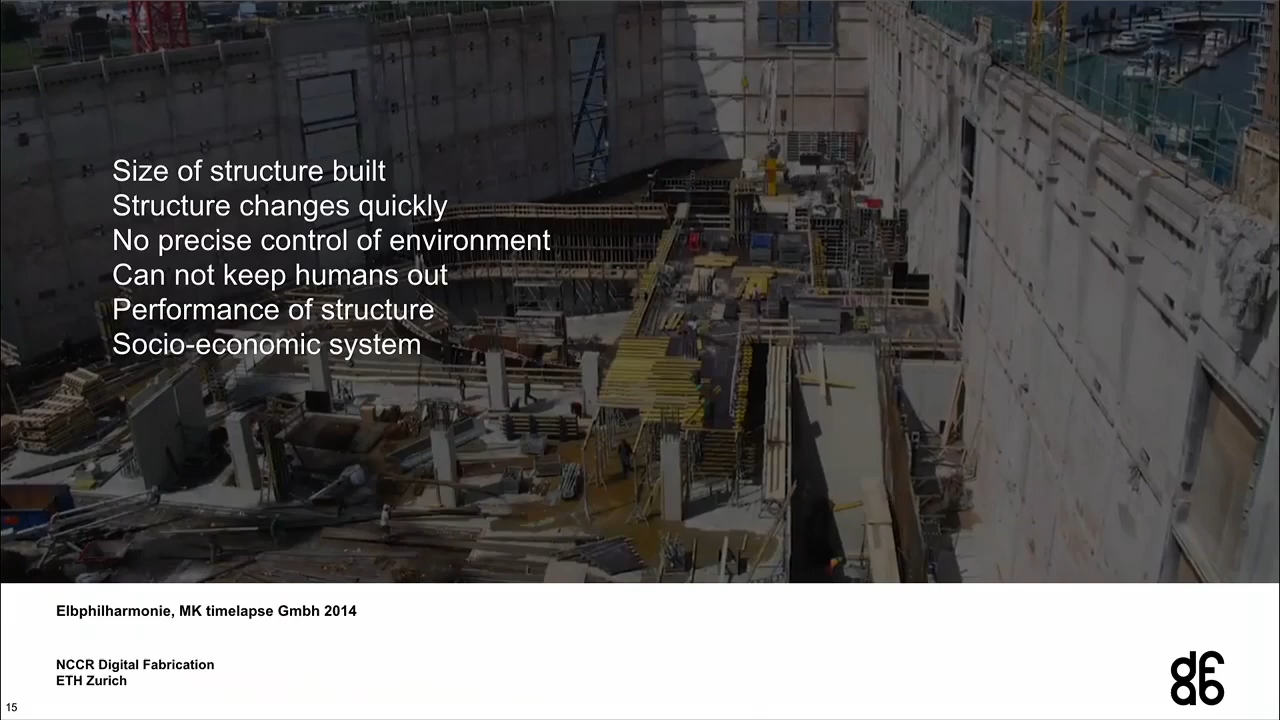 Size of structure built
Structure changes quickly
No precise control of environment
Can not keep humans out
Performance of structure
Socio-economic system
Elbphilharmonie, MK timelapse Gmbh 2014
NCCR Digital Fabrication
ETH Zurich
15
dfab